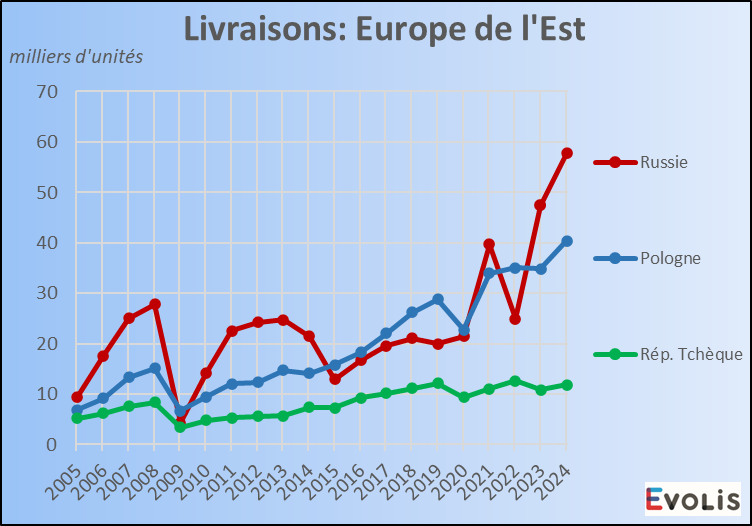 Livraisons: Europe de l'Est
milliers d'unités
70
60
50
40
30
20
10
0
2005 2006 2007 2008 2009 2010 2011 2012 2013 2014 2015 2016 2017 2018 2019 2020 2021 2022 2023 2024
Russie
Pologne
Rép. Tchèque
EVOLIS